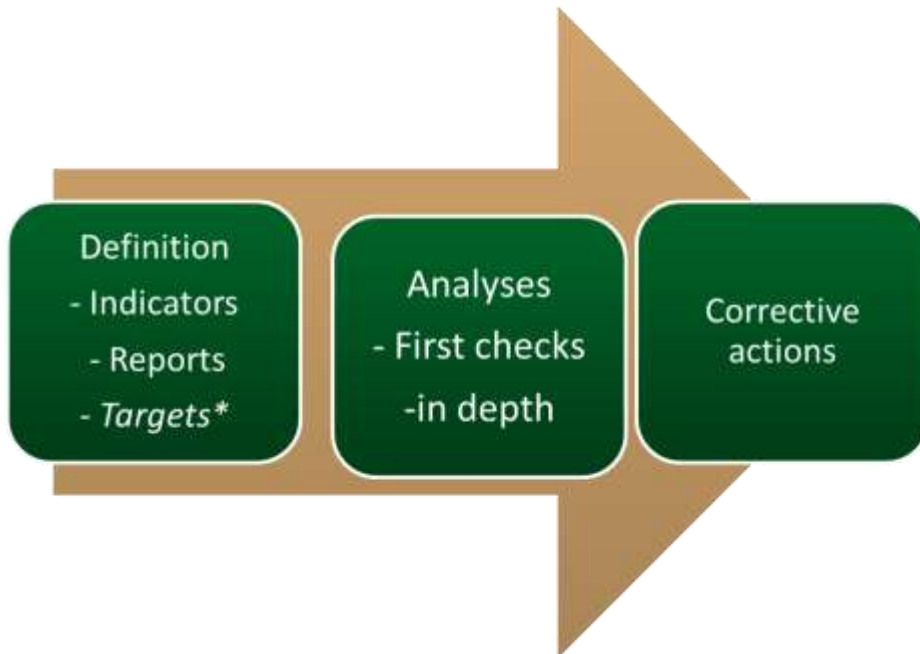 Definition
- Indicators
- Reports
- Targets*
Analyses
- First checks
-in depth
Corrective
actions